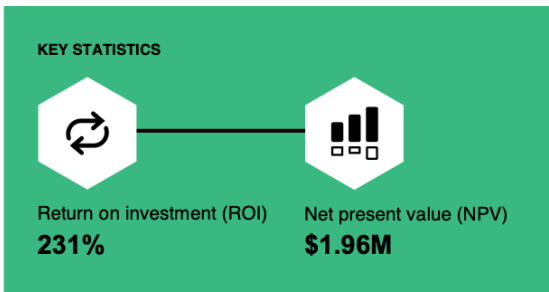 KEY STATISTICS
Return on investment (ROI)
231%
Net present value (NPV)
$1.96M